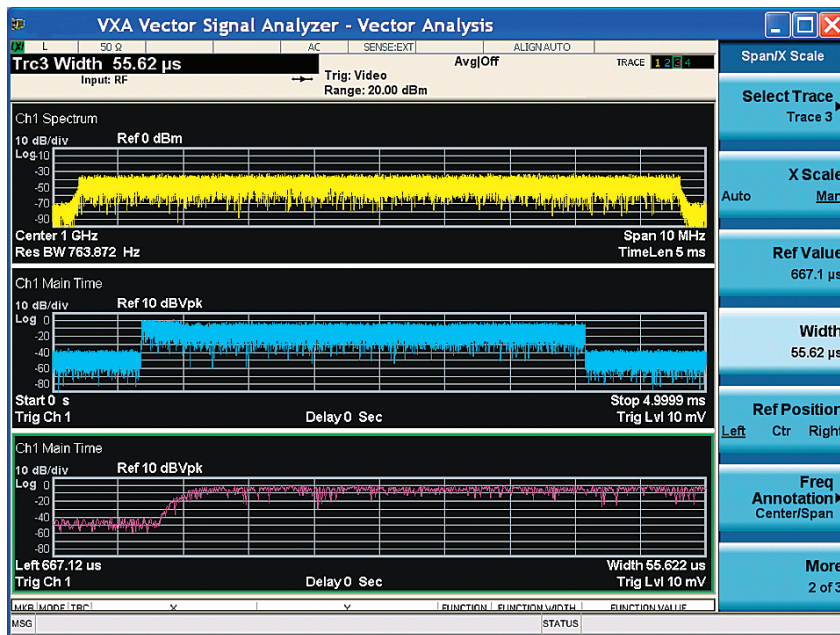 VXA Vector Signal Analyzer - Vector Analysis
LXI L 50 Ω AC SENSE:EXT ALIGN AUTO
Trc3 Width 55.62 µs
Input: RF
Trig: Video
Range: 20.00 dBm
Avg|Off
TRACE 1 2 3 4
Ch1 Spectrum
10 dB/div Ref 0 dBm
Log
-10
-30
-50
-70
-90
Center 1 GHz Span 10 MHz
Res BW 763.872 Hz TimeLen 5 ms
Ch1 Main Time
10 dB/div Ref 10 dBVpk
Log
0
-20
-40
-60
-80
Start 0 s Stop 4.9999 ms
Trig Ch 1 Delay 0 Sec Trig Lvl 10 mV
Ch1 Main Time
10 dB/div Ref 10 dBVpk
Log
0
-20
-40
-60
-80
Left 667.12 us Width 55.622 us
Trig Ch 1 Delay 0 Sec Trig Lvl 10 mV
MKR MODE TRC X Y FUNCTION FUNCTION WIDTH FUNCTION VALUE
MSG STATUS
Span/X Scale
Select Trace
Trace 3
X Scale
Auto Man
Ref Value
667.1 µs
Width
55.62 µs
Ref Position
Left Ctr Right
Freq
Annotation
Center/Span
More
2 of 3